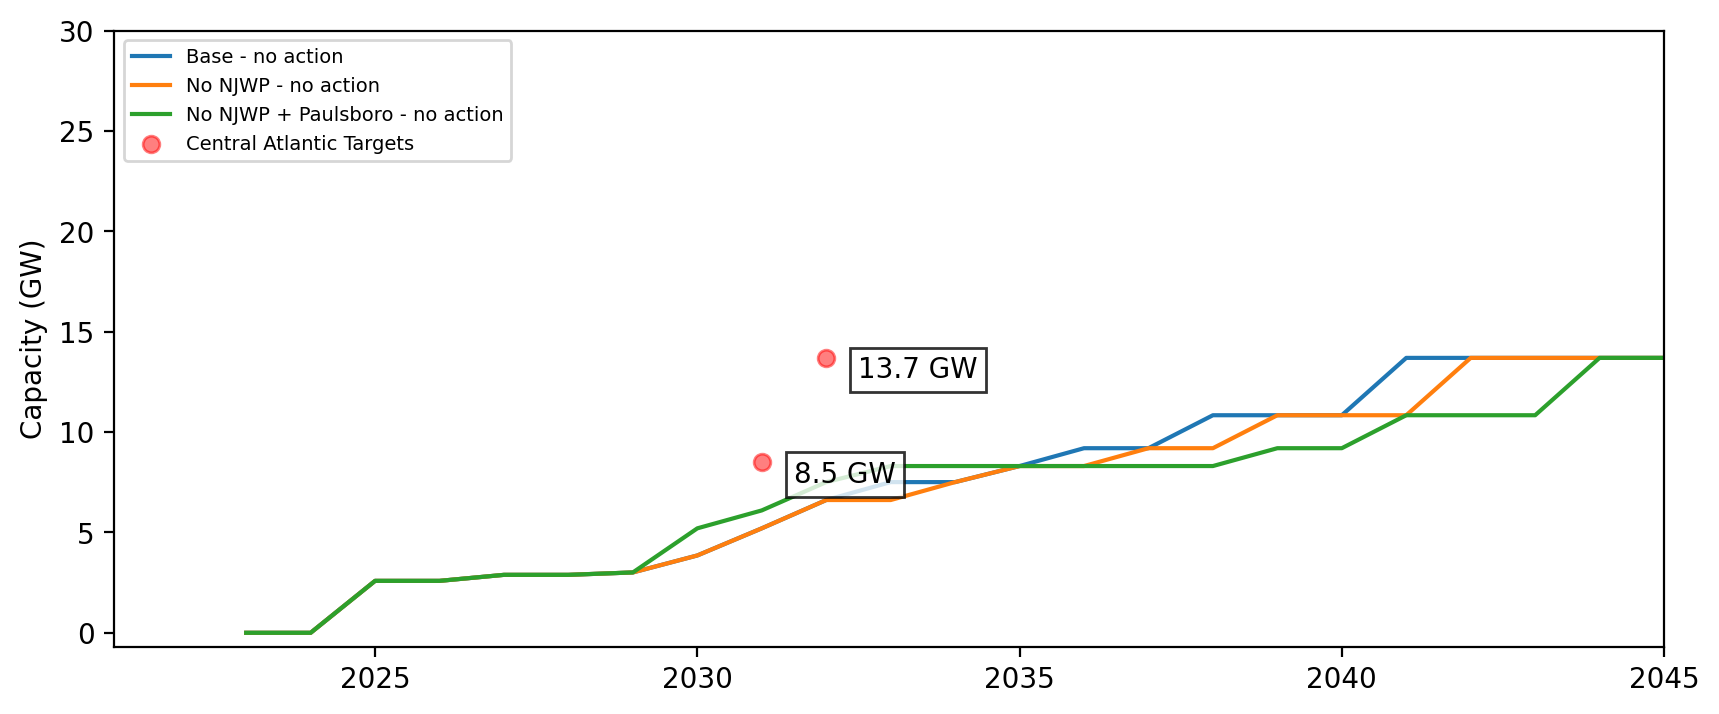 30
25
20
15
10
5
0
Capacity (GW)
Base - no action
No NJWP - no action
No NJWP + Paulsboro - no action
Central Atlantic Targets
13.7 GW
8.5 GW
2025
2030
2035
2040
2045